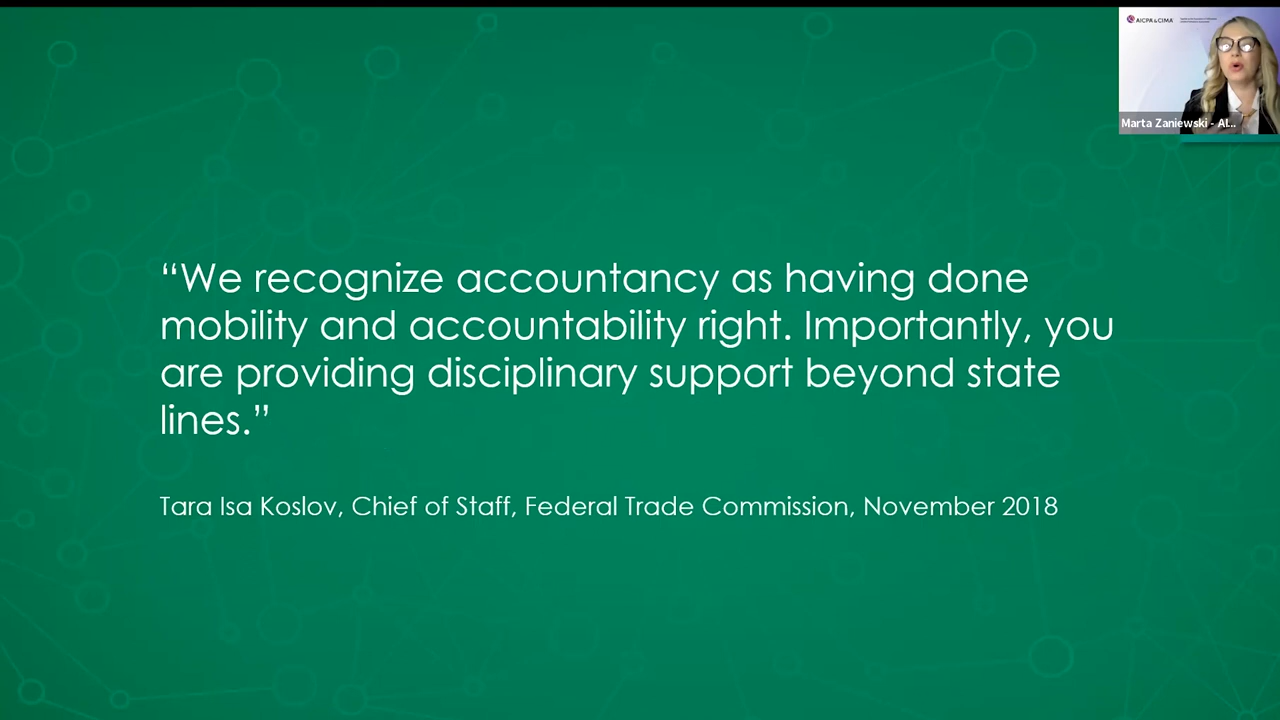 AICPA & CIMA
Marta Zaniewski - AI...
“We recognize accountancy as having done
mobility and accountability right. Importantly, you
are providing disciplinary support beyond state
lines.”
Tara Isa Koslov, Chief of Staff, Federal Trade Commission, November 2018